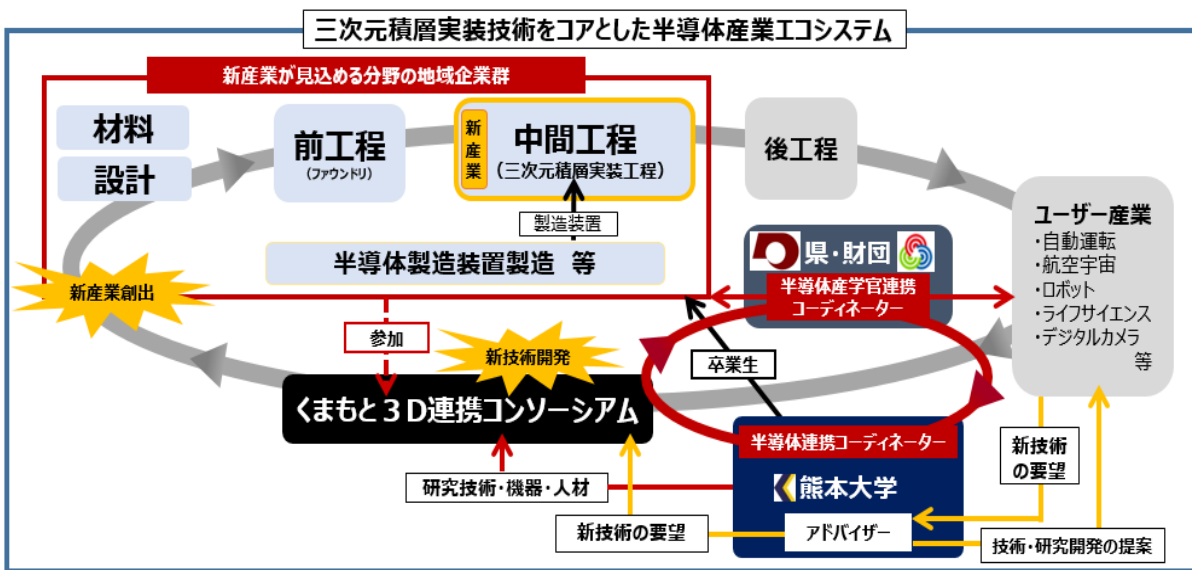 三次元積層実装技術をコアとした半導体産業エコシステム
新産業が見込める分野の地域企業群
材料
設計
前工程
(ファウンドリ)
新産業
中間工程
(三次元積層実装工程)
後工程
製造装置
半導体製造装置製造 等
新産業創出
参加
新技術開発
くまもと3D連携コンソーシアム
県・財団
半導体産学官連携
コーディネーター
卒業生
ユーザー産業
・自動運転
・航空宇宙
・ロボット
・ライフサイエンス
・デジタルカメラ
等
半導体連携コーディネーター
熊本大学
アドバイザー
研究技術・機器・人材
新技術の要望
新技術
の要望
技術・研究開発の提案